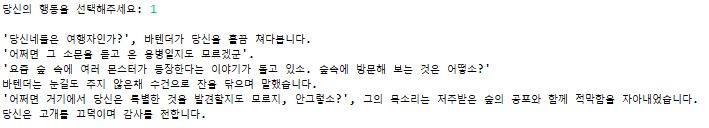 당신의 행동을 선택해주세요: 1
'당신네들은 여행자인가?', 바텐더가 당신을 흘끔 쳐다봅니다.
'어쩌면 그 소문을 듣고 온 용병일지도 모르겠군'.
'요즘 숲 속에 여러 몬스터가 등장한다는 이야기가 돌고 있소. 숲속에 방문해 보는 것은 어떻소?'
바텐더는 눈길도 주지 않은채 수건으로 잔을 닦으며 말했습니다.
'어쩌면 거기에서 당신은 특별한 것을 발견할지도 모르지, 안그렇소?', 그의 목소리는 저주받은 숲의 공포와 함께 적막함을 자아내었습니다.
당신은 고개를 끄덕이며 감사를 전합니다.